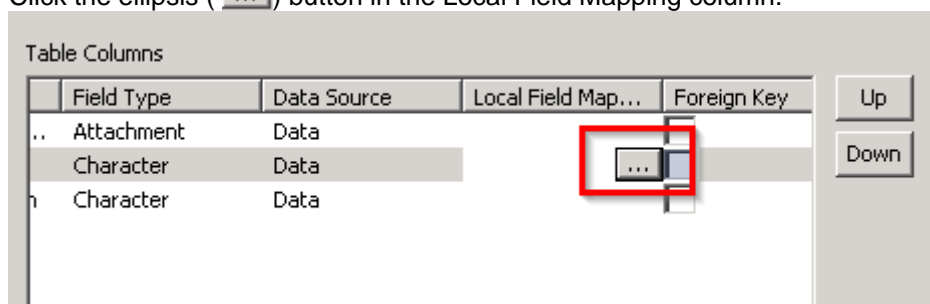 Click the ellipsis ( ... ) button in the Local Field Mapping column.
Table Columns
Field Type Data Source Local Field Map... Foreign Key Up
.. Attachment Data
Character Data ... Down
Character Data